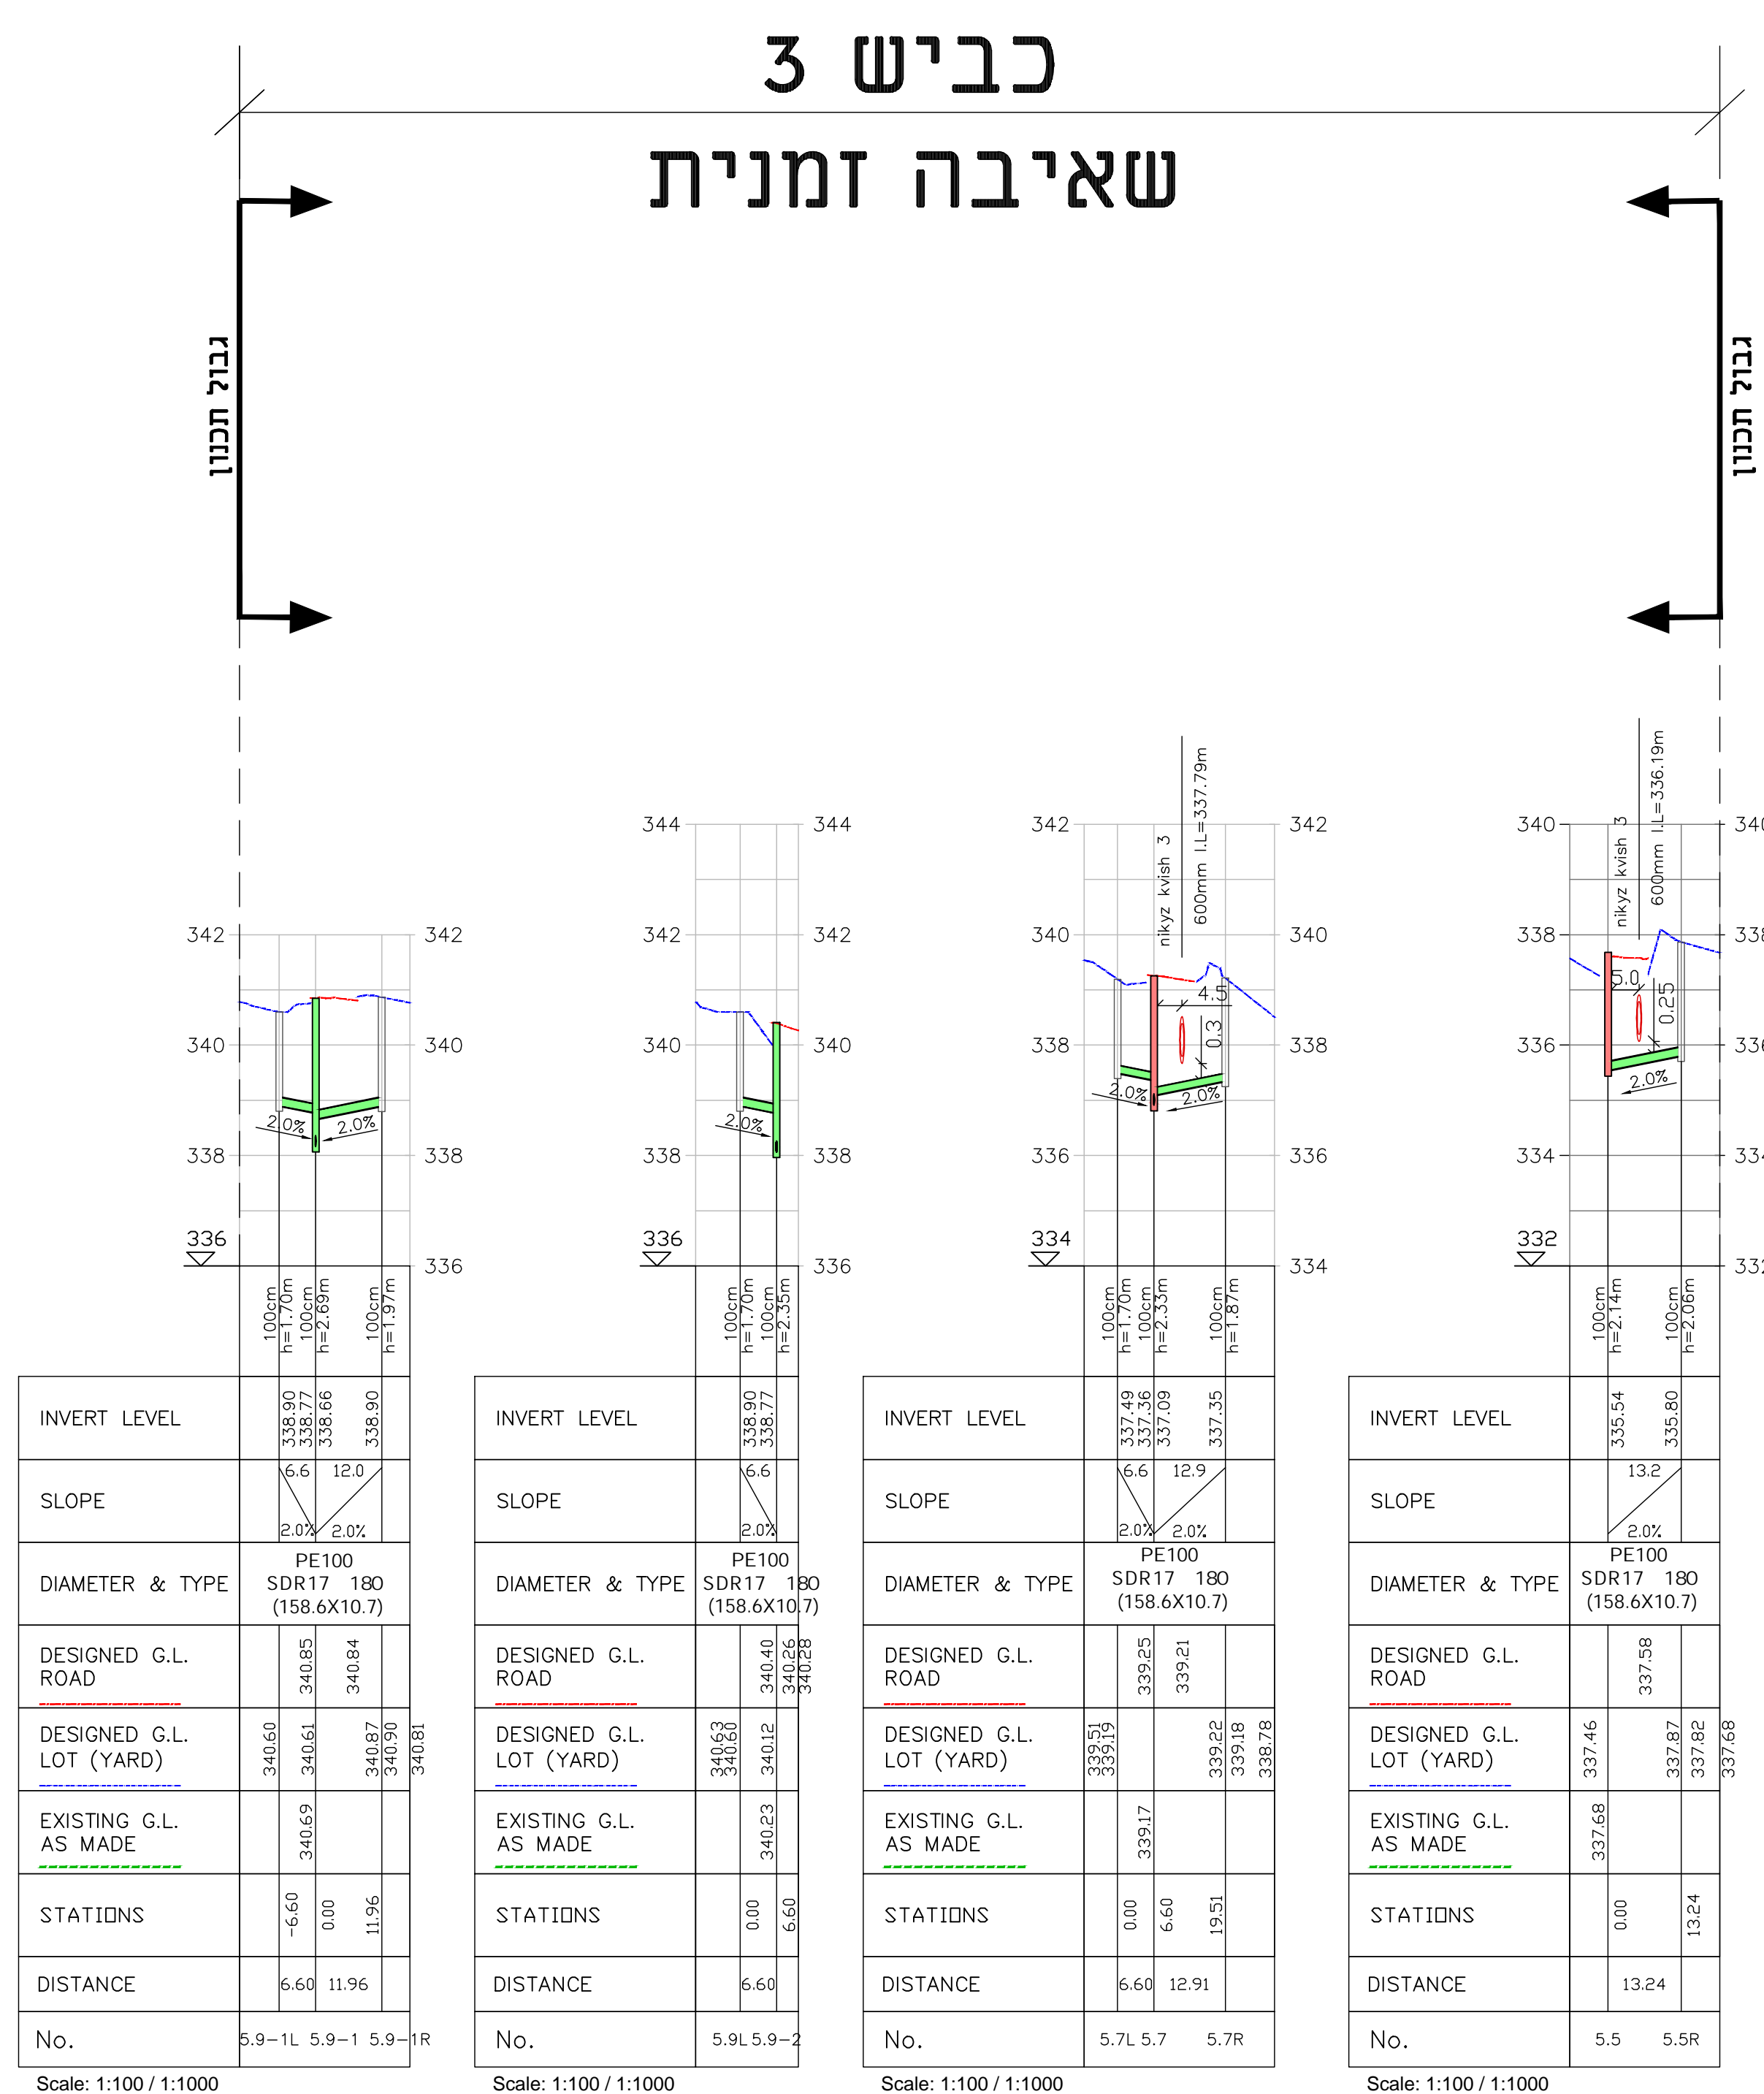 כביש 3
שאיבה זמנית
גבול תכנון
גבול תכנון
342
342
340
340
338
338
336
336
100cm
h=1.70m
100cm
h=2.69m
100cm
h=1.97m
2.0%
2.0%
INVERT LEVEL
338.90
338.77
338.66
338.90
SLOPE
6.6
12.0
2.0%
2.0%
DIAMETER & TYPE
PE100
SDR17 180
(158.6X10.7)
DESIGNED G.L.
ROAD
340.85
340.84
DESIGNED G.L.
LOT (YARD)
340.60
340.61
340.87
340.90
340.81
EXISTING G.L.
AS MADE
340.69
STATIONS
-6.60
0.00
11.96
DISTANCE
6.60
11.96
No.
5.9-1L 5.9-1 5.9-1R
Scale: 1:100 / 1:1000
344
344
342
342
340
340
338
338
336
336
2.0%
100cm
h=1.70m
100cm
h=2.35m
INVERT LEVEL
338.90
338.77
SLOPE
6.6
2.0%
DIAMETER & TYPE
PE100
SDR17 180
(158.6X10.7)
DESIGNED G.L.
ROAD
340.40
340.26
340.28
DESIGNED G.L.
LOT (YARD)
340.63
340.60
340.12
EXISTING G.L.
AS MADE
340.23
STATIONS
0.00
6.60
DISTANCE
6.60
No.
5.9L 5.9-2
Scale: 1:100 / 1:1000
nikyz kvish 3
600mm I.L=337.79m
342
342
340
340
338
338
336
336
334
334
4.5
0.3
2.0%
2.0%
100cm
h=1.70m
100cm
h=2.33m
100cm
h=1.87m
INVERT LEVEL
337.49
337.36
337.09
337.35
SLOPE
6.6
12.9
2.0%
2.0%
DIAMETER & TYPE
PE100
SDR17 180
(158.6X10.7)
DESIGNED G.L.
ROAD
339.25
339.21
DESIGNED G.L.
LOT (YARD)
339.51
339.19
339.22
339.18
338.78
EXISTING G.L.
AS MADE
339.17
STATIONS
0.00
6.60
19.51
DISTANCE
6.60
12.91
No.
5.7L 5.7 5.7R
Scale: 1:100 / 1:1000
nikyz kvish 3
600mm I.L=336.19m
340
338
336
334
332
5.0
0.25
2.0%
100cm
h=2.14m
100cm
h=2.06m
INVERT LEVEL
335.54
335.80
SLOPE
13.2
2.0%
DIAMETER & TYPE
PE100
SDR17 180
(158.6X10.7)
DESIGNED G.L.
ROAD
337.58
DESIGNED G.L.
LOT (YARD)
337.46
337.87
337.82
337.68
EXISTING G.L.
AS MADE
337.68
STATIONS
0.00
13.24
DISTANCE
13.24
No.
5.5 5.5R
Scale: 1:100 / 1:1000